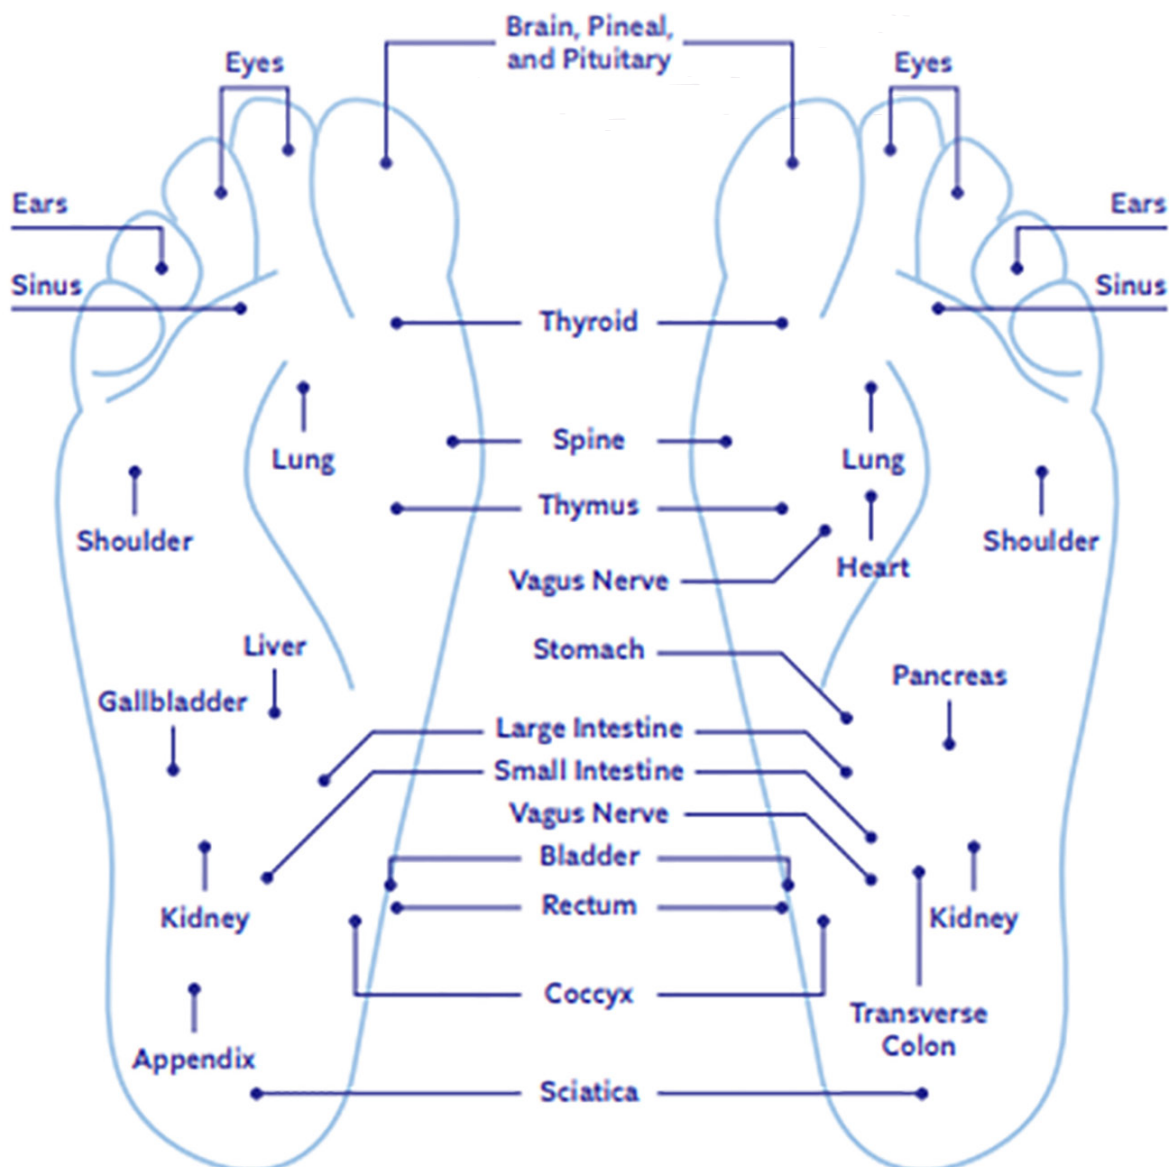 Brain, Pineal,
and Pituitary
Eyes
Eyes
Ears
Ears
Sinus
Sinus
Thyroid
Spine
Lung
Lung
Thymus
Shoulder
Heart
Shoulder
Vagus Nerve
Liver
Stomach
Pancreas
Gallbladder
Large Intestine
Small Intestine
Vagus Nerve
Bladder
Rectum
Kidney
Kidney
Coccyx
Transverse
Colon
Appendix
Sciatica